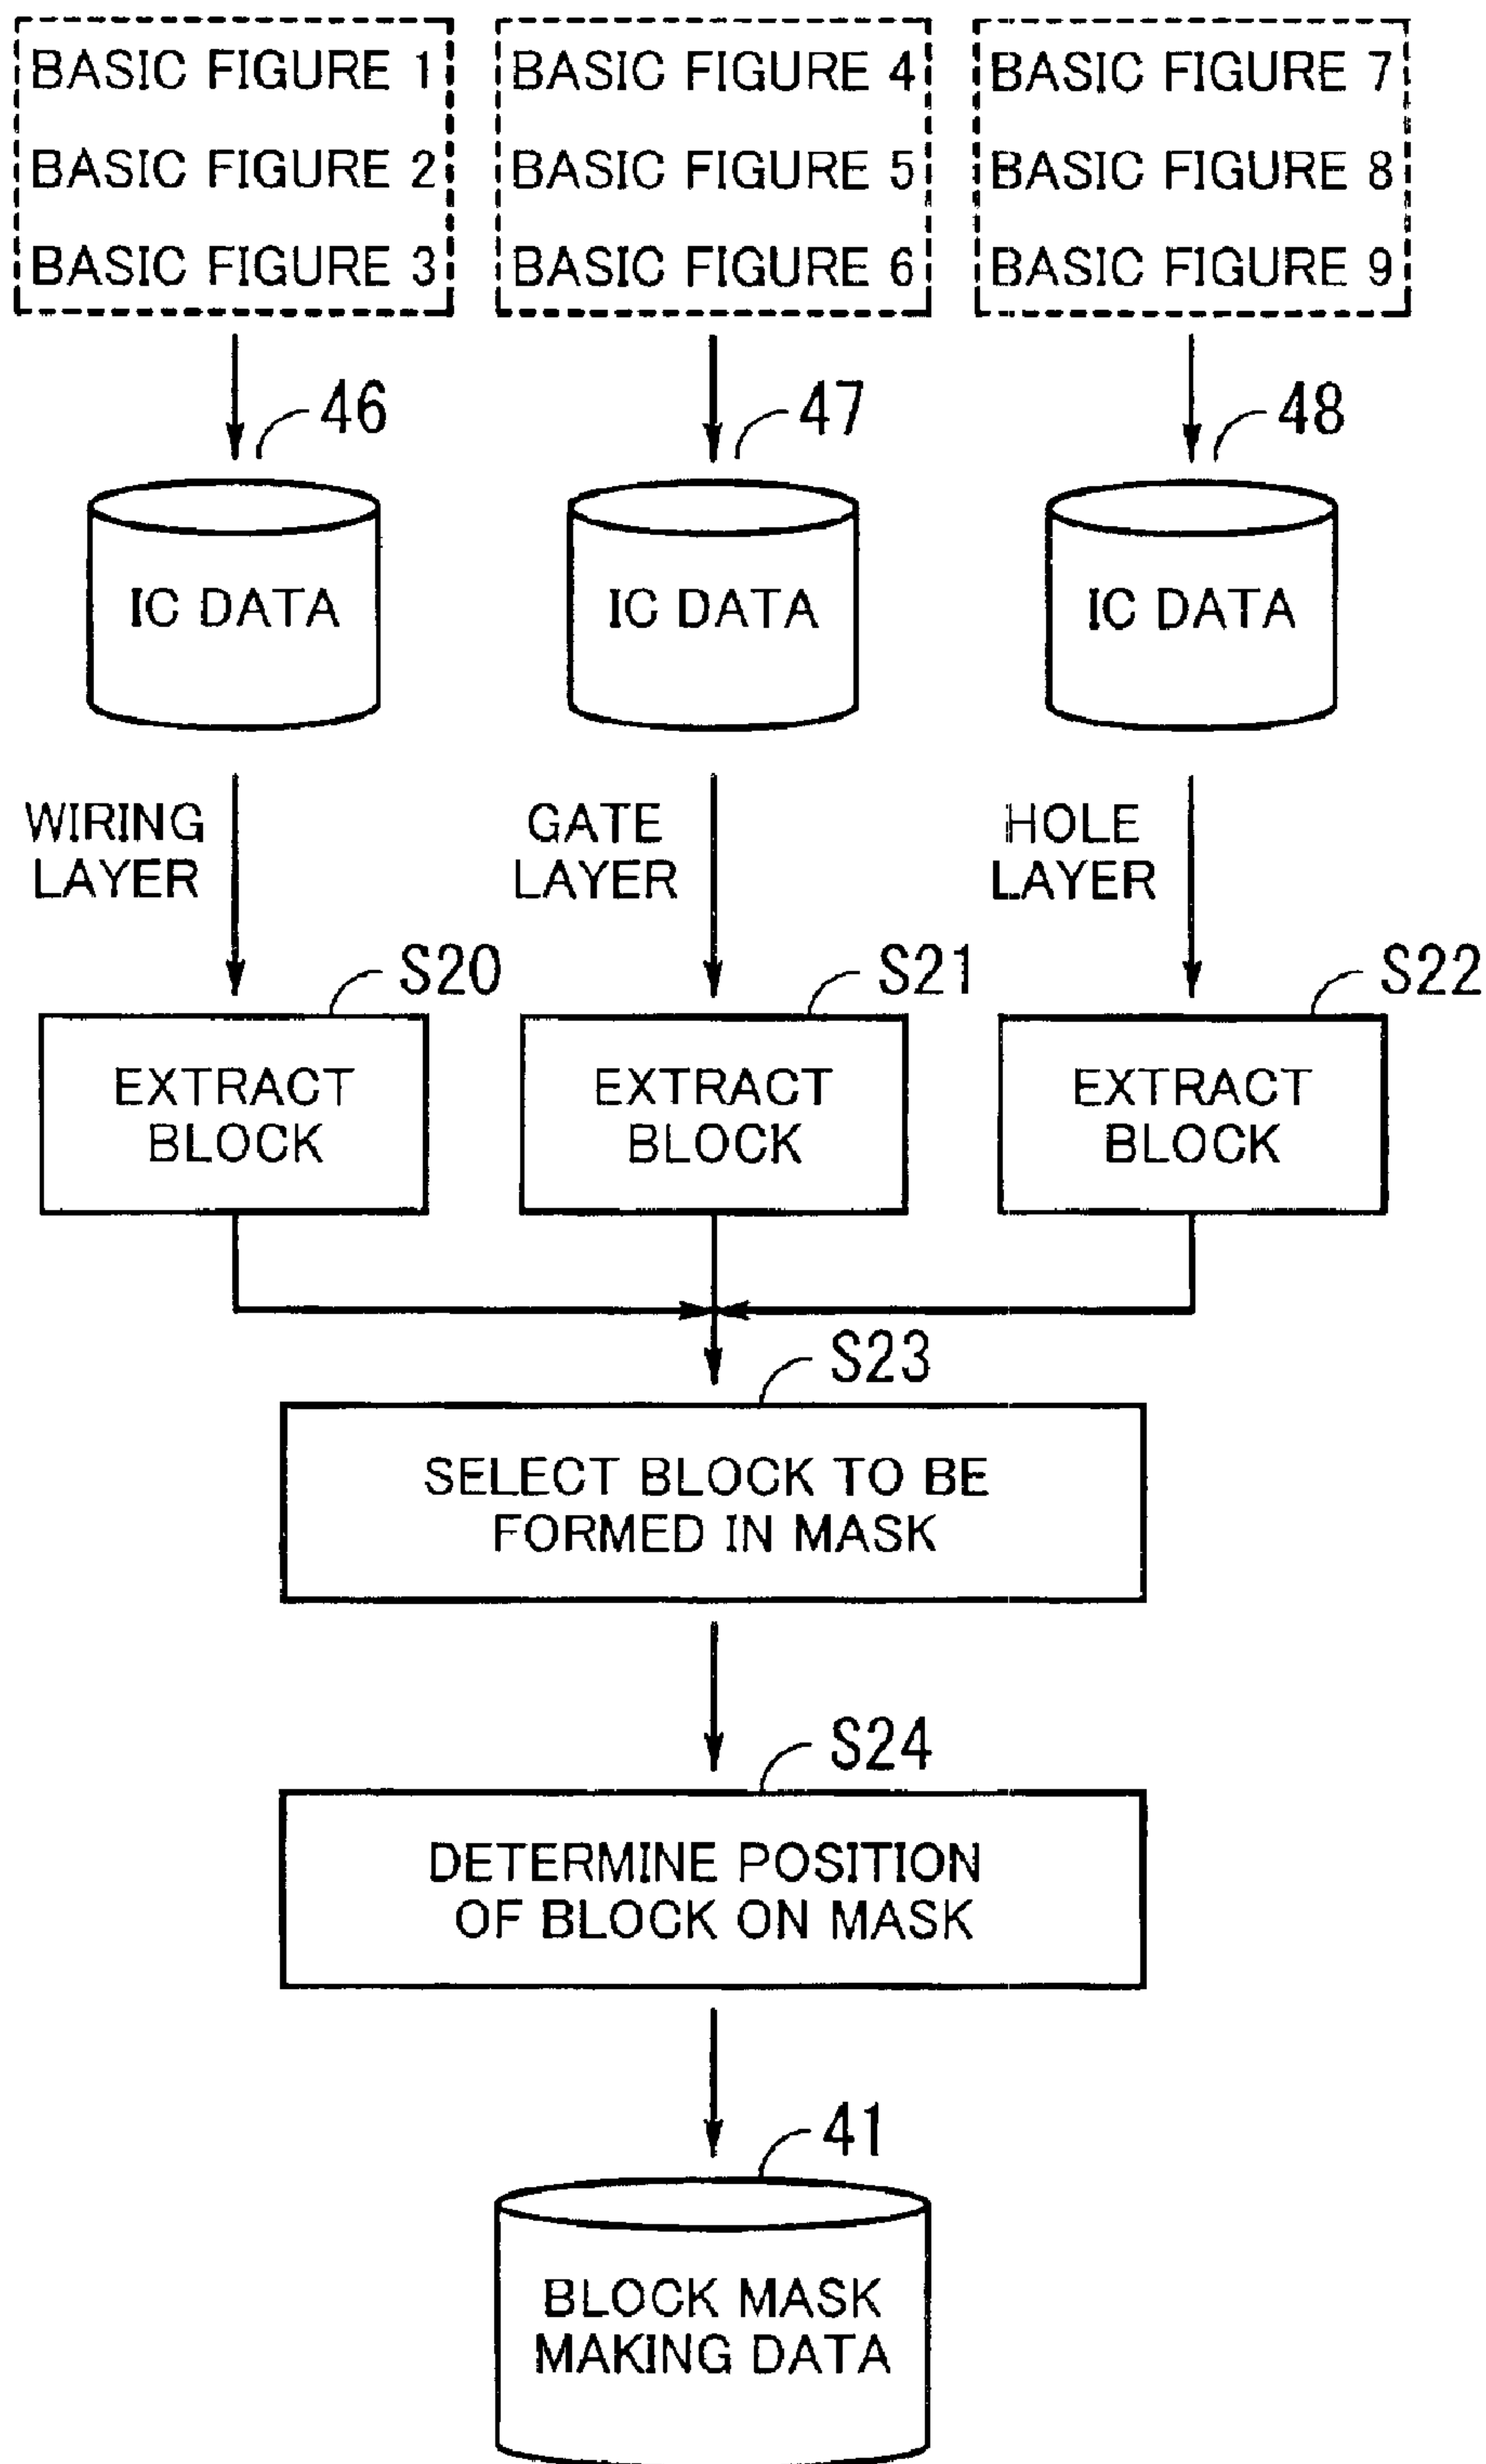 BASIC FIGURE 1
BASIC FIGURE 2
BASIC FIGURE 3
BASIC FIGURE 4
BASIC FIGURE 5
BASIC FIGURE 6
BASIC FIGURE 7
BASIC FIGURE 8
BASIC FIGURE 9
46
47
48
IC DATA
IC DATA
IC DATA
WIRING
LAYER
GATE
LAYER
HOLE
LAYER
S20
S21
S22
EXTRACT
BLOCK
EXTRACT
BLOCK
EXTRACT
BLOCK
S23
SELECT BLOCK TO BE
FORMED IN MASK
S24
DETERMINE POSITION
OF BLOCK ON MASK
41
BLOCK MASK
MAKING DATA